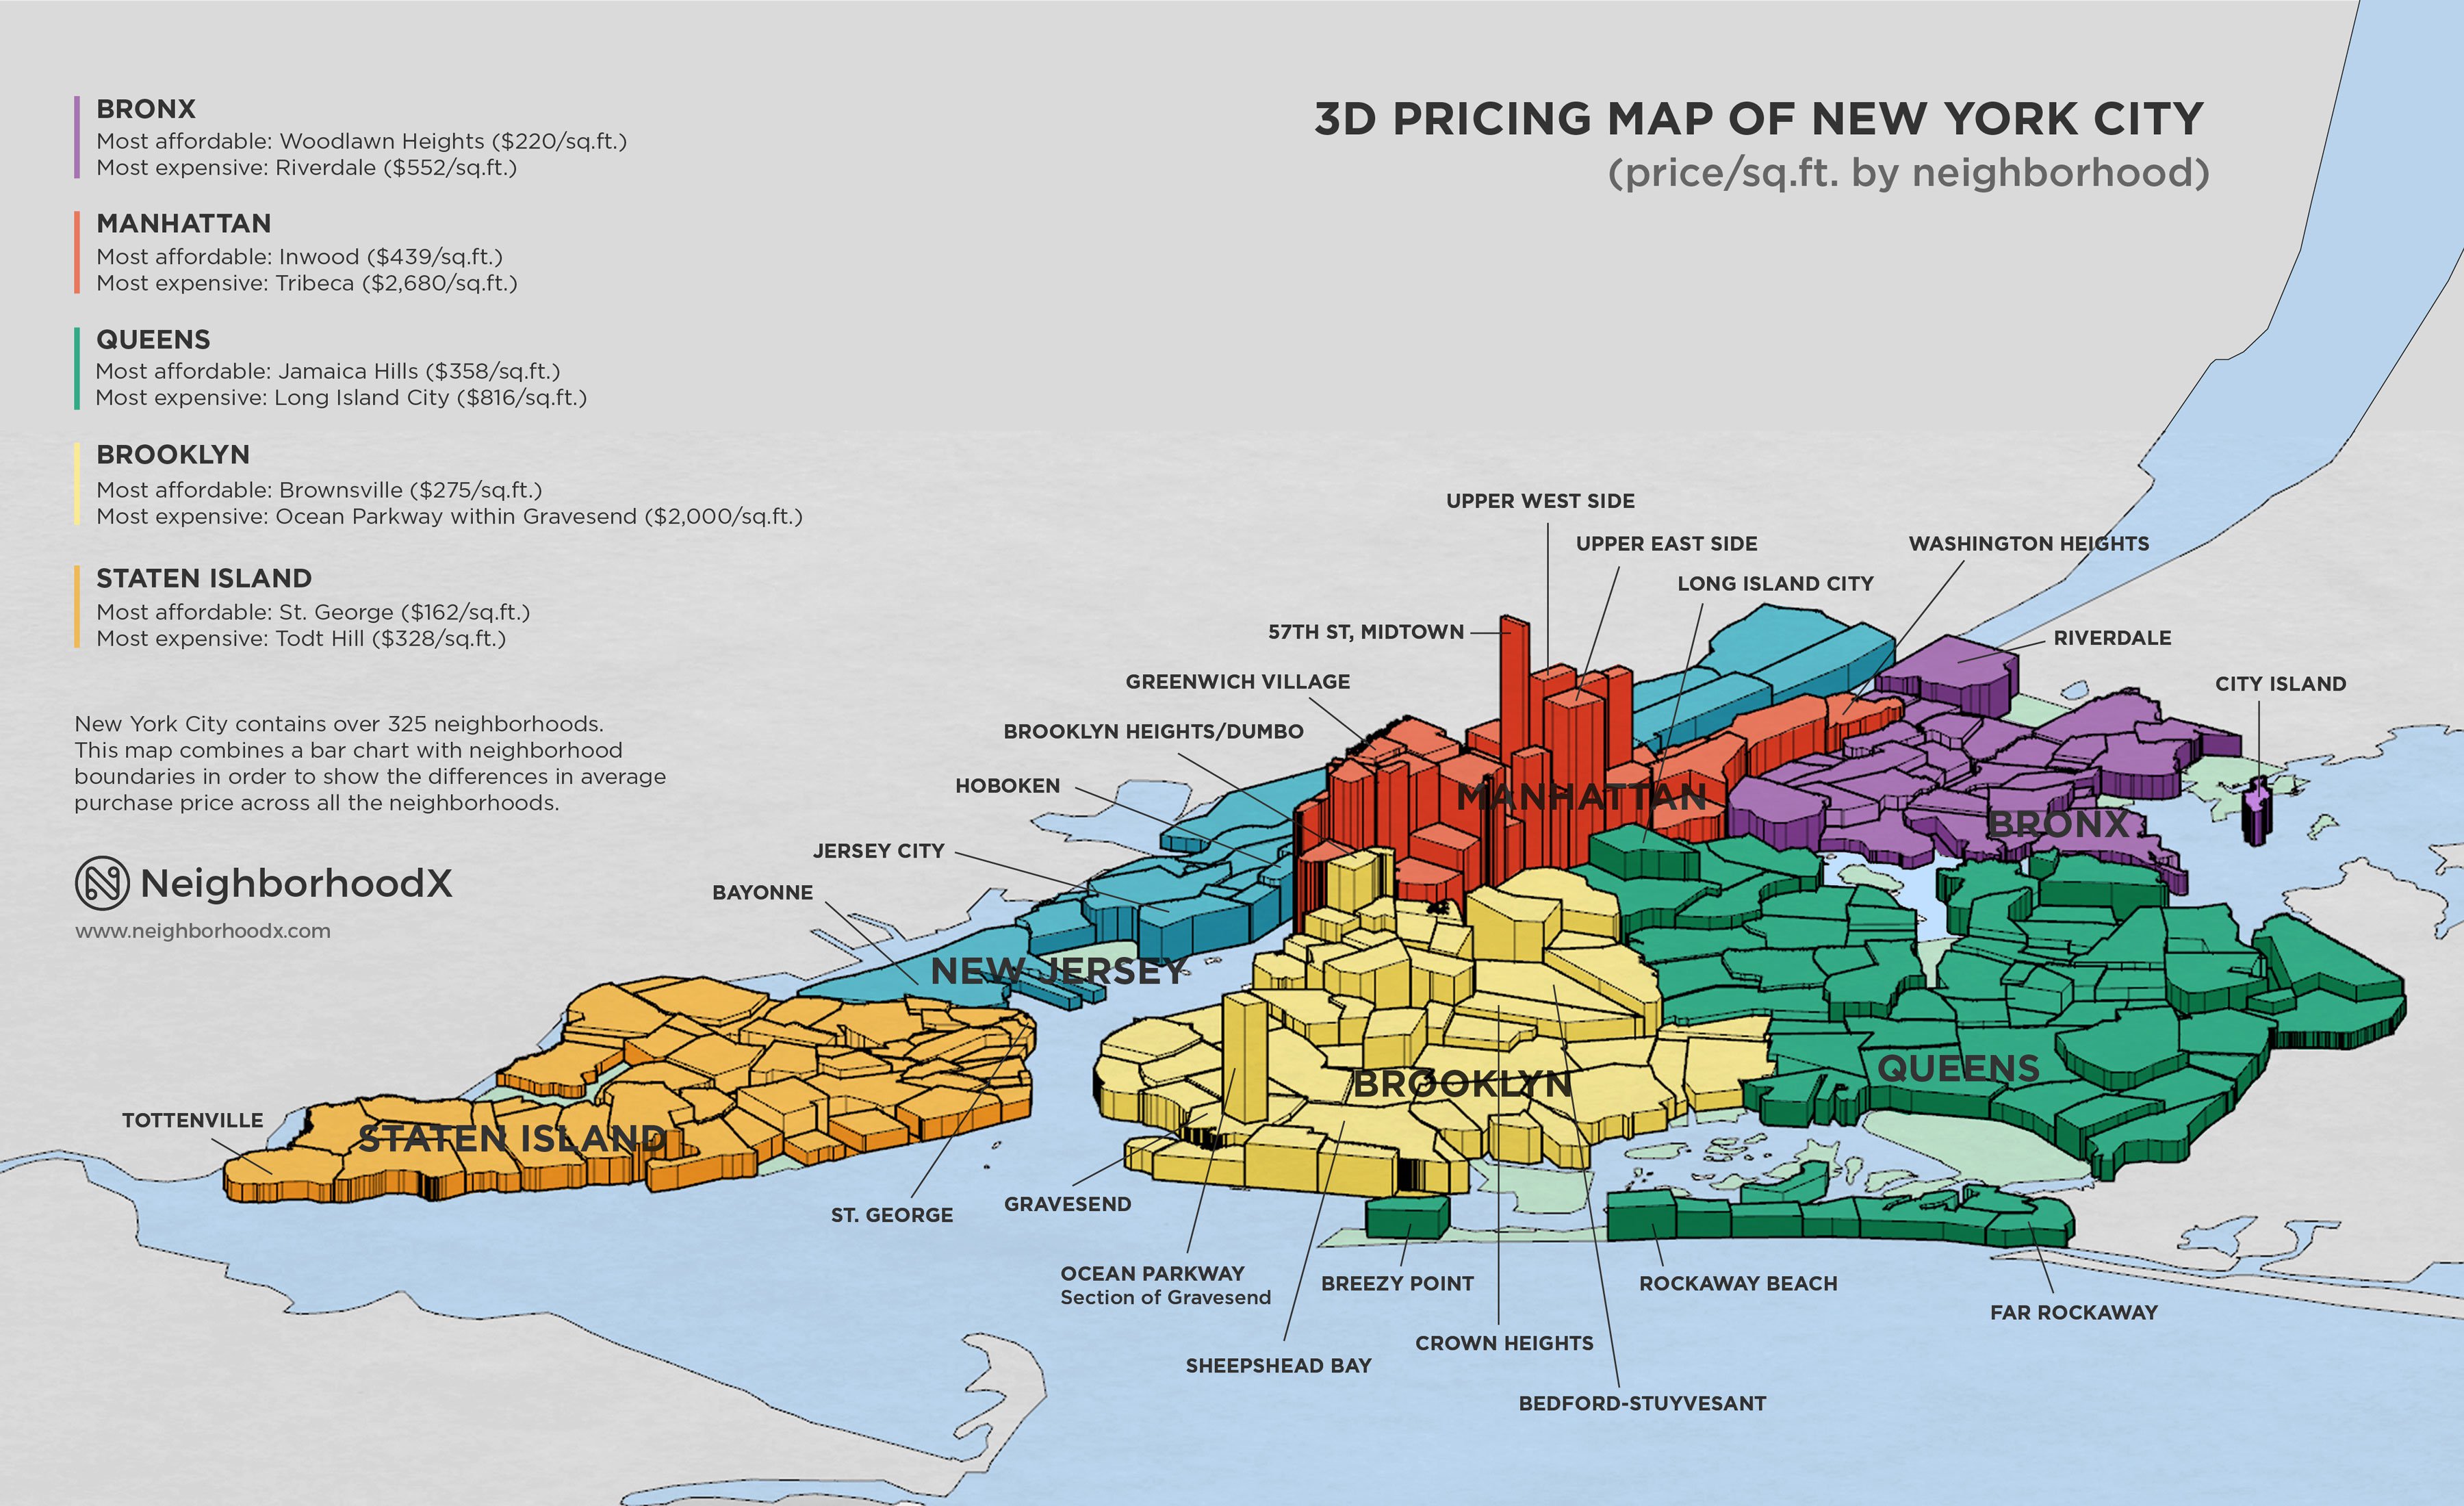 3D PRICING MAP OF NEW YORK CITY
(price/sq.ft. by neighborhood)
BRONX
Most affordable: Woodlawn Heights ($220/sq.ft.)
Most expensive: Riverdale ($552/sq.ft.)
MANHATTAN
Most affordable: Inwood ($439/sq.ft.)
Most expensive: Tribeca ($2,680/sq.ft.)
QUEENS
Most affordable: Jamaica Hills ($358/sq.ft.)
Most expensive: Long Island City ($816/sq.ft.)
BROOKLYN
Most affordable: Brownsville ($275/sq.ft.)
Most expensive: Ocean Parkway within Gravesend ($2,000/sq.ft.)
STATEN ISLAND
Most affordable: St. George ($162/sq.ft.)
Most expensive: Todt Hill ($328/sq.ft.)
New York City contains over 325 neighborhoods.
This map combines a bar chart with neighborhood
boundaries in order to show the differences in average
purchase price across all the neighborhoods.
NeighborhoodX
www.neighborhoodx.com
UPPER WEST SIDE
UPPER EAST SIDE
WASHINGTON HEIGHTS
LONG ISLAND CITY
57TH ST, MIDTOWN
RIVERDALE
GREENWICH VILLAGE
CITY ISLAND
BROOKLYN HEIGHTS/DUMBO
HOBOKEN
MANHATTAN
BRONX
JERSEY CITY
BAYONNE
NEW JERSEY
QUEENS
BROOKLYN
TOTTENVILLE
STATEN ISLAND
GRAVESEND
ST. GEORGE
OCEAN PARKWAY
Section of Gravesend
BREEZY POINT
ROCKAWAY BEACH
FAR ROCKAWAY
CROWN HEIGHTS
SHEEPSHEAD BAY
BEDFORD-STUYVESANT